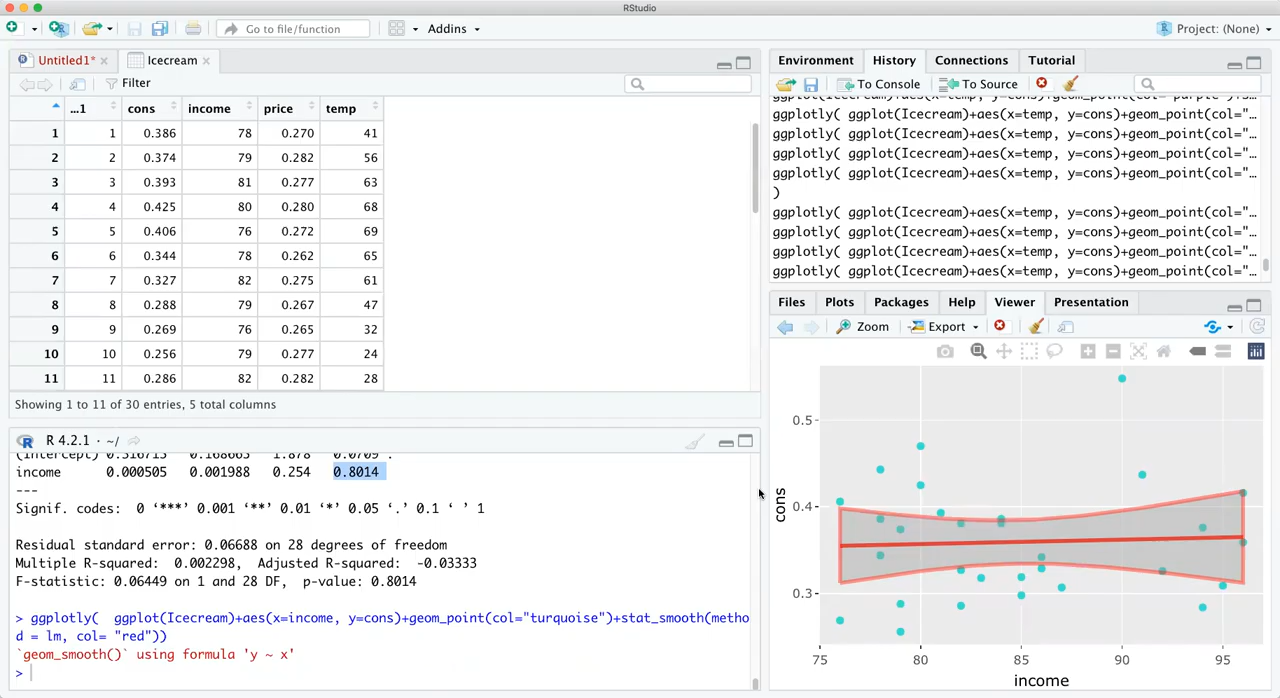 RStudio
Go to file/function
Addins
Project: (None)
Untitled1*
Icecream
Filter
...1 cons income price temp
1 1 0.386 78 0.270 41
2 2 0.374 79 0.282 56
3 3 0.393 81 0.277 63
4 4 0.425 80 0.280 68
5 5 0.406 76 0.272 69
6 6 0.344 78 0.262 65
7 7 0.327 82 0.275 61
8 8 0.288 79 0.267 47
9 9 0.269 76 0.265 32
10 10 0.256 79 0.277 24
11 11 0.286 82 0.282 28
Showing 1 to 11 of 30 entries, 5 total columns
R 4.2.1 · ~/
(Intercept) 0.316715 0.168665 1.878 0.0709 .
income 0.000505 0.001988 0.254 0.8014
---
Signif. codes: 0 ‘***’ 0.001 ‘**’ 0.01 ‘*’ 0.05 ‘.’ 0.1 ‘ ’ 1
Residual standard error: 0.06688 on 28 degrees of freedom
Multiple R-squared: 0.002298, Adjusted R-squared: -0.03333
F-statistic: 0.06449 on 1 and 28 DF, p-value: 0.8014
> ggplotly( ggplot(Icecream)+aes(x=income, y=cons)+geom_point(col="turquoise")+stat_smooth(metho
d = lm, col= "red"))
`geom_smooth()` using formula 'y ~ x'
>
Environment History Connections Tutorial
To Console To Source
ggplotly( ggplot(Icecream)+aes(x=temp, y=cons)+geom_point(col="…
ggplotly( ggplot(Icecream)+aes(x=temp, y=cons)+geom_point(col="…
ggplotly( ggplot(Icecream)+aes(x=temp, y=cons)+geom_point(col="…
ggplotly( ggplot(Icecream)+aes(x=temp, y=cons)+geom_point(col="…
)
ggplotly( ggplot(Icecream)+aes(x=temp, y=cons)+geom_point(col="…
ggplotly( ggplot(Icecream)+aes(x=temp, y=cons)+geom_point(col="…
ggplotly( ggplot(Icecream)+aes(x=temp, y=cons)+geom_point(col="…
ggplotly( ggplot(Icecream)+aes(x=temp, y=cons)+geom_point(col="…
Files Plots Packages Help Viewer Presentation
Zoom Export
0.5
0.4
0.3
cons
75 80 85 90 95
income